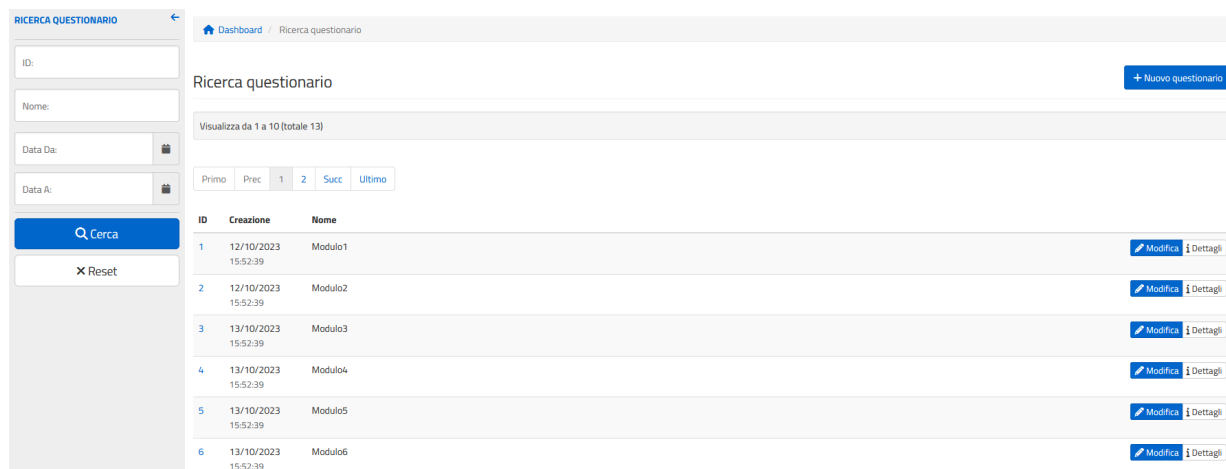 RICERCA QUESTIONARIO
ID:
Nome:
Data Da:
Data A:
Cerca
Reset
Dashboard / Ricerca questionario
Ricerca questionario
+ Nuovo questionario
Visualizza da 1 a 10 (totale 13)
Primo Prec 1 2 Succ Ultimo
ID Creazione Nome
1 12/10/2023 Modulo1 Modifica i Dettagli
15:52:39
2 12/10/2023 Modulo2 Modifica i Dettagli
15:52:39
3 13/10/2023 Modulo3 Modifica i Dettagli
15:52:39
4 13/10/2023 Modulo4 Modifica i Dettagli
15:52:39
5 13/10/2023 Modulo5 Modifica i Dettagli
15:52:39
6 13/10/2023 Modulo6 Modifica i Dettagli
15:52:39